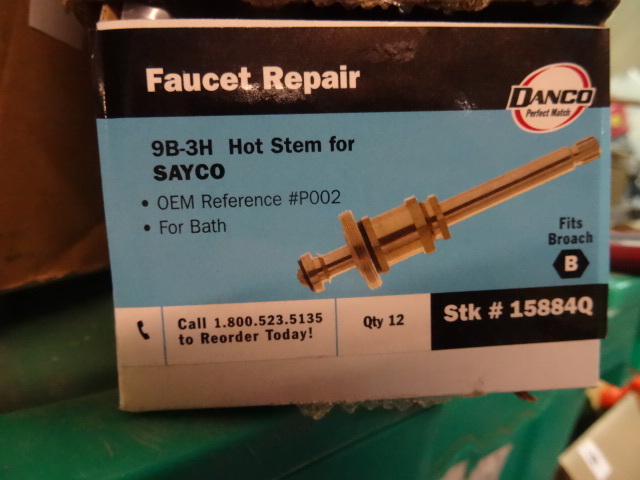 Faucet Repair
DANCO
Perfect Match
9B-3H Hot Stem for
SAYCO
• OEM Reference #P002
• For Bath
Fits
Broach
B
Call 1.800.523.5135
to Reorder Today!
Qty 12
Stk # 15884Q